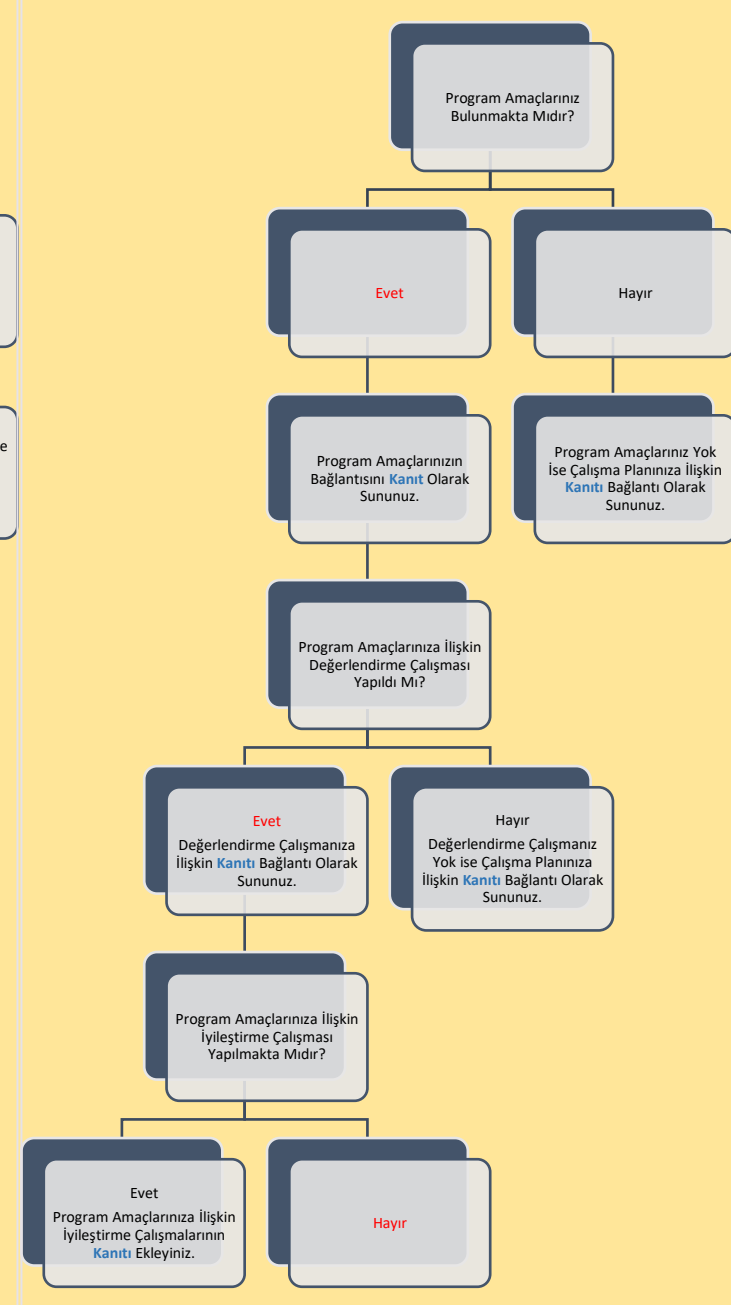 Program Amaçlarınız
Bulunmakta Mıdır?
Evet
Hayır
e
Program Amaçlarınızın
Bağlantısını Kanıt Olarak
Sununuz.
Program Amaçlarınız Yok
İse Çalışma Planınıza İlişkin
Kanıtı Bağlantı Olarak
Sununuz.
Program Amaçlarınıza İlişkin
Değerlendirme Çalışması
Yapıldı Mı?
Evet
Değerlendirme Çalışmanıza
İlişkin Kanıtı Bağlantı Olarak
Sununuz.
Hayır
Değerlendirme Çalışmanız
Yok ise Çalışma Planınıza
İlişkin Kanıtı Bağlantı Olarak
Sununuz.
Program Amaçlarınıza İlişkin
İyileştirme Çalışması
Yapılmakta Mıdır?
Evet
Program Amaçlarınıza İlişkin
İyileştirme Çalışmalarının
Kanıtı Ekleyiniz.
Hayır